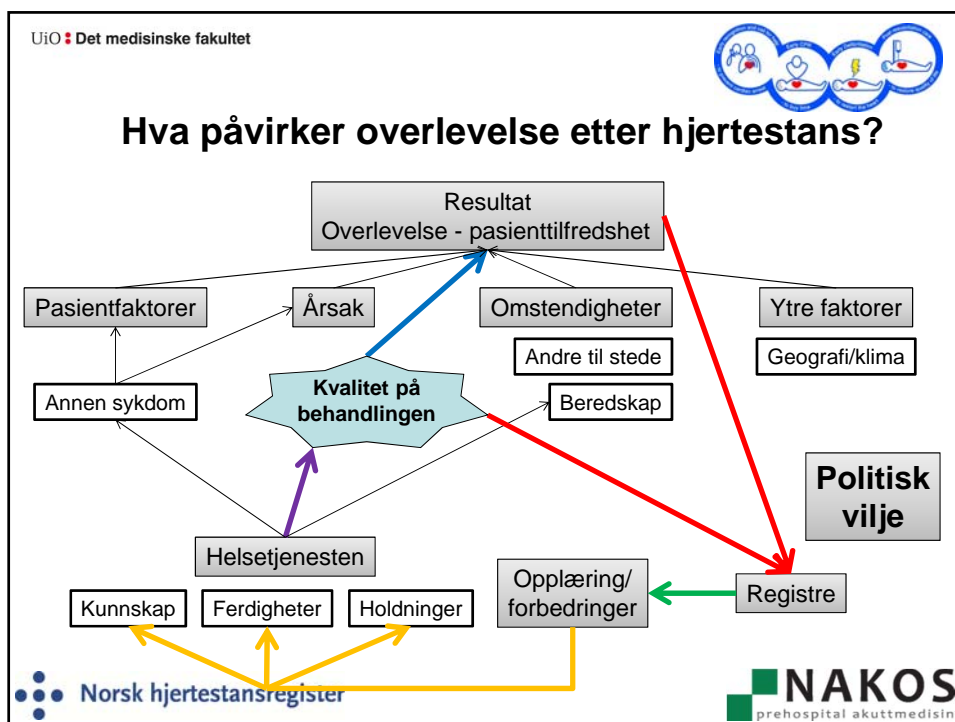 UiO : Det medisinske fakultet
Hva påvirker overlevelse etter hjertestans?
Resultat
Overlevelse - pasienttilfredshet
Pasientfaktorer
Årsak
Omstendigheter
Ytre faktorer
Andre til stede
Geografi/klima
Annen sykdom
Kvalitet på
behandlingen
Beredskap
Politisk
vilje
Helsetjenesten
Opplæring/
forbedringer
Registre
Kunnskap
Ferdigheter
Holdninger
Norsk hjertestansregister
NAKOS
prehospital akuttmedisin